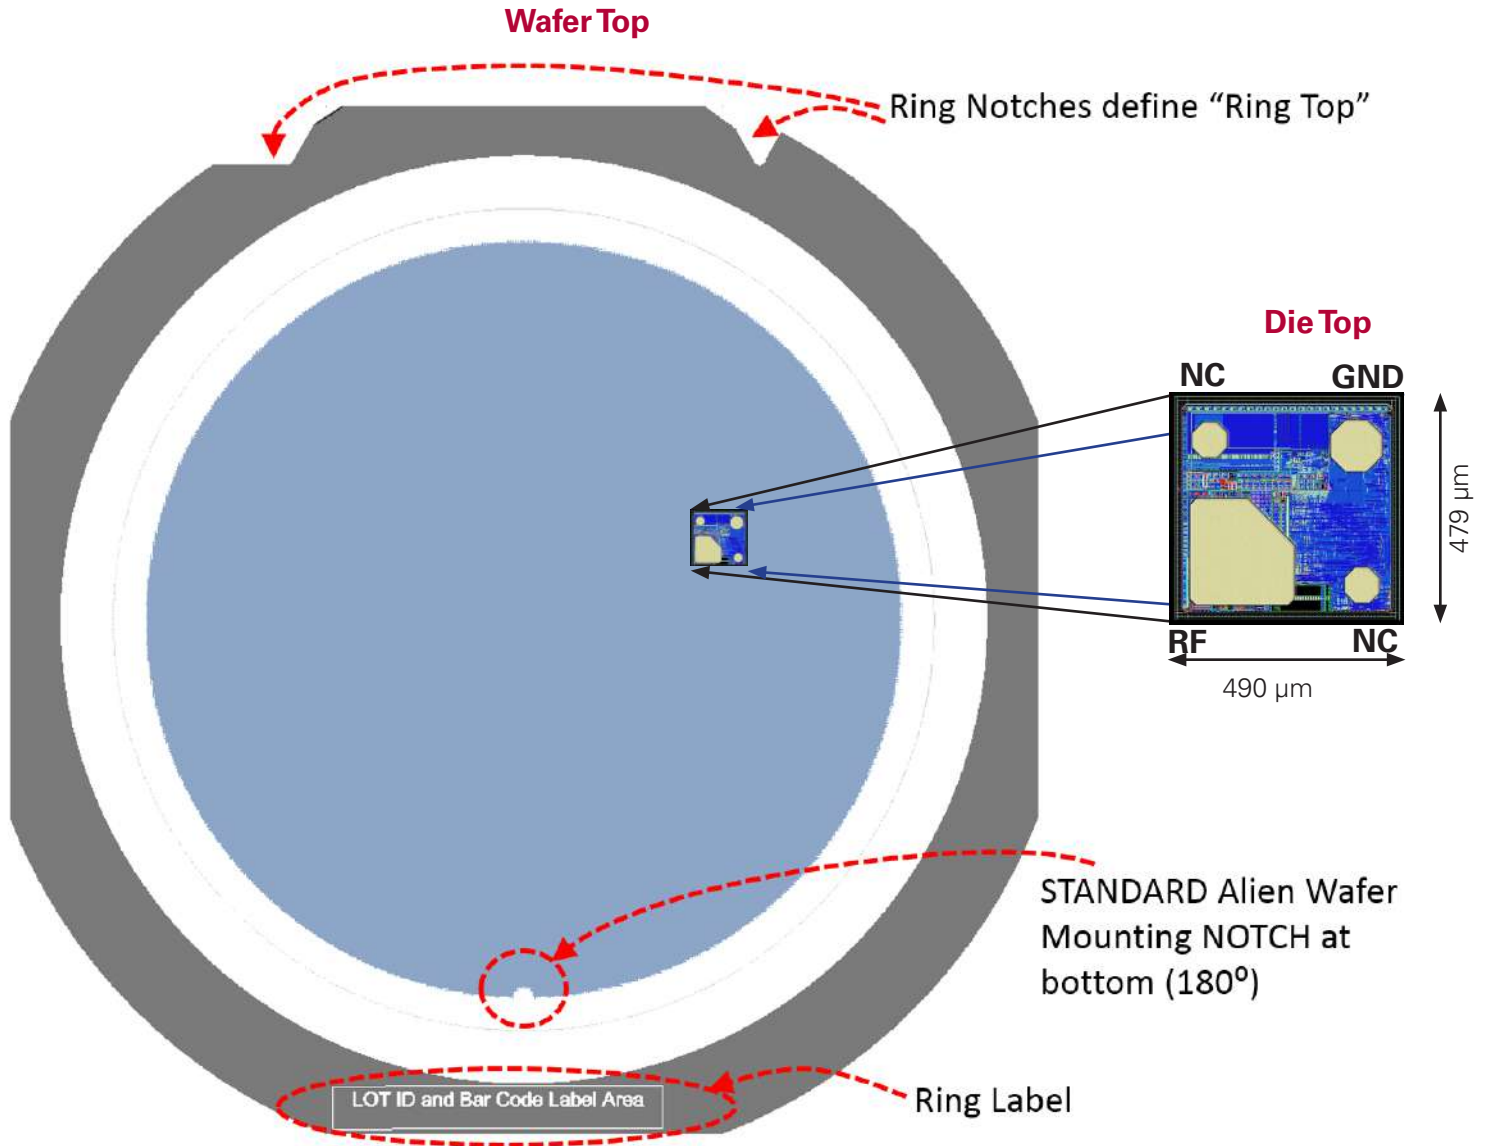 Wafer Top
Ring Notches define “Ring Top”
Die Top
NC
GND
479 µm
RF
NC
490 µm
STANDARD Alien Wafer
Mounting NOTCH at
bottom (180⁰)
LOT ID and Bar Code Label Area
Ring Label